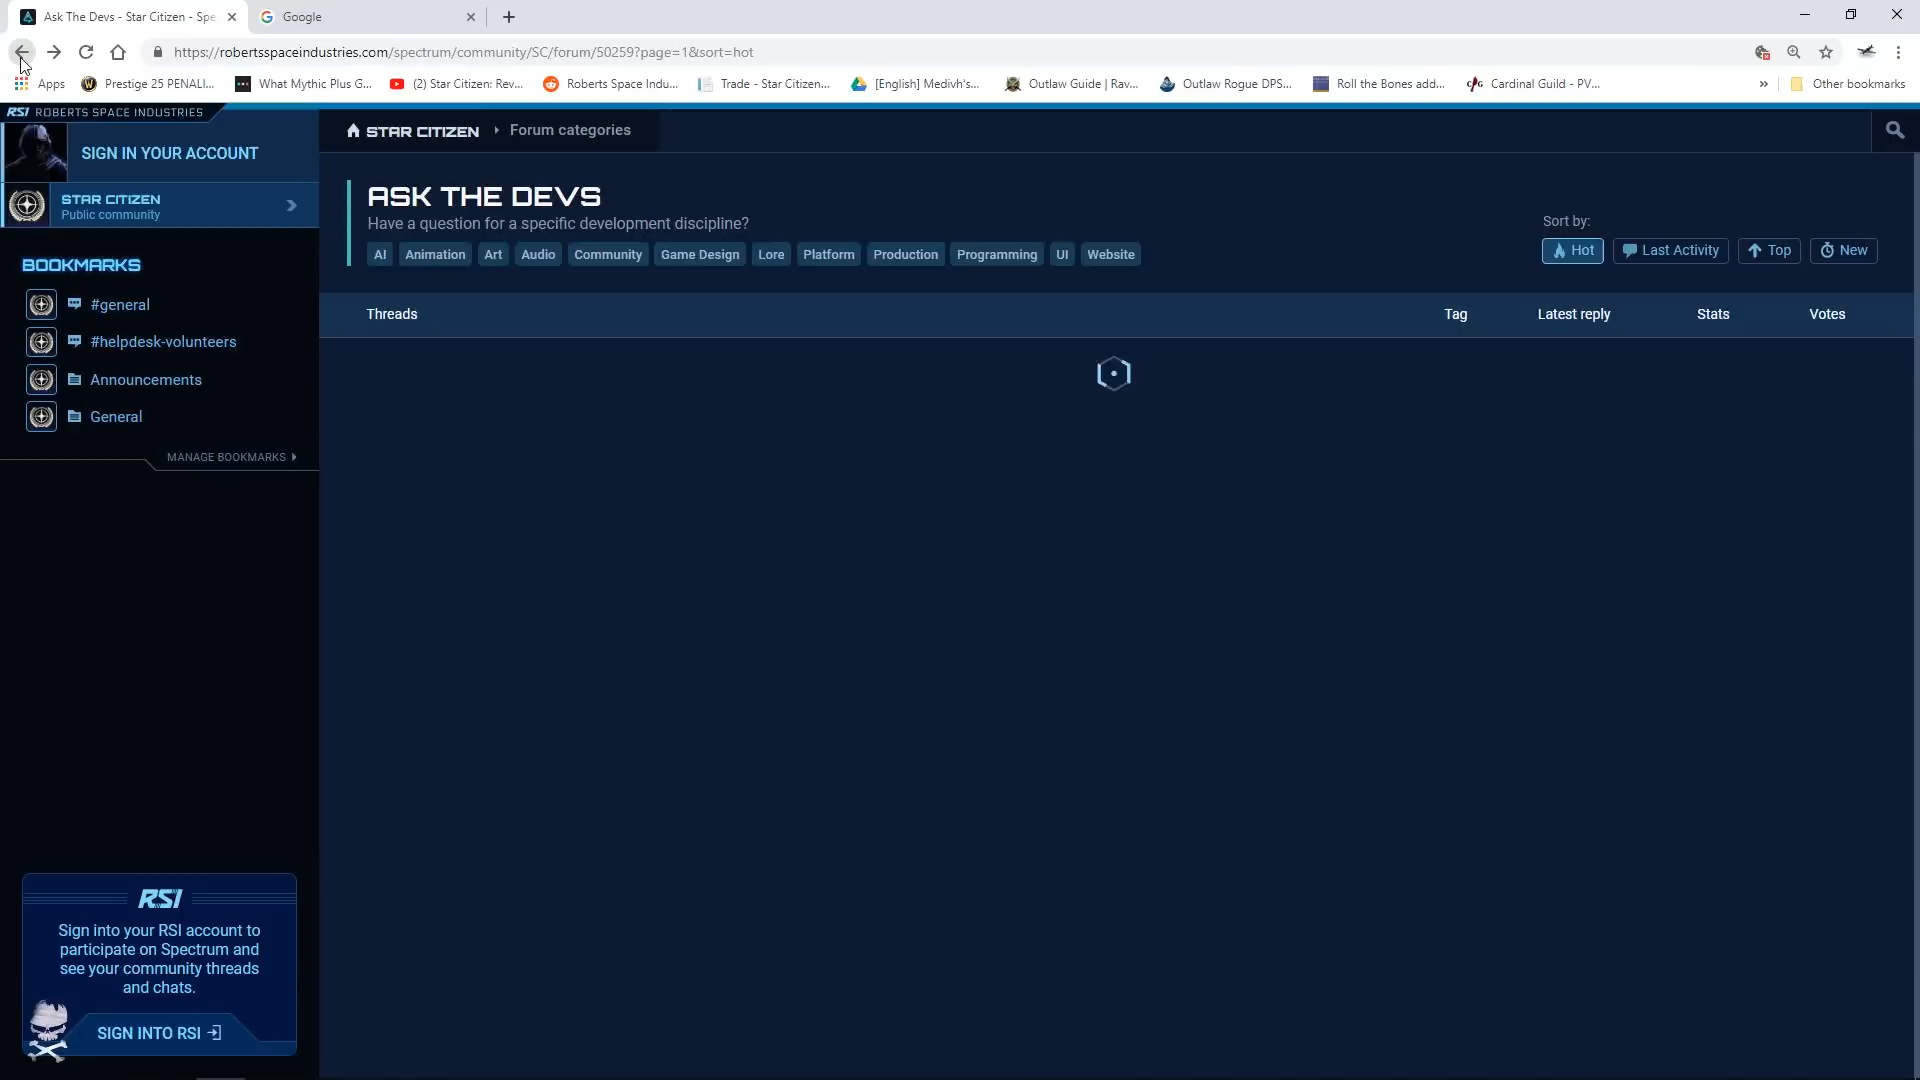 Ask The Devs - Star Citizen - Spe
Google
https://robertsspaceindustries.com/spectrum/community/SC/forum/50259?page=1&sort=hot
Apps
Prestige 25 PENALI...
What Mythic Plus G...
(2) Star Citizen: Rev...
Roberts Space Indu...
Trade - Star Citizen...
[English] Medivh's...
Outlaw Guide | Rav...
Outlaw Rogue DPS...
Roll the Bones add...
Cardinal Guild - PV...
»
Other bookmarks
RSI ROBERTS SPACE INDUSTRIES
SIGN IN YOUR ACCOUNT
STAR CITIZEN
Public community
BOOKMARKS
#general
#helpdesk-volunteers
Announcements
General
MANAGE BOOKMARKS
RSI
Sign into your RSI account to
participate on Spectrum and
see your community threads
and chats.
SIGN INTO RSI
STAR CITIZEN
Forum categories
ASK THE DEVS
Have a question for a specific development discipline?
AI Animation Art Audio Community Game Design Lore Platform Production Programming UI Website
Sort by:
Hot Last Activity Top New
Threads Tag Latest reply Stats Votes